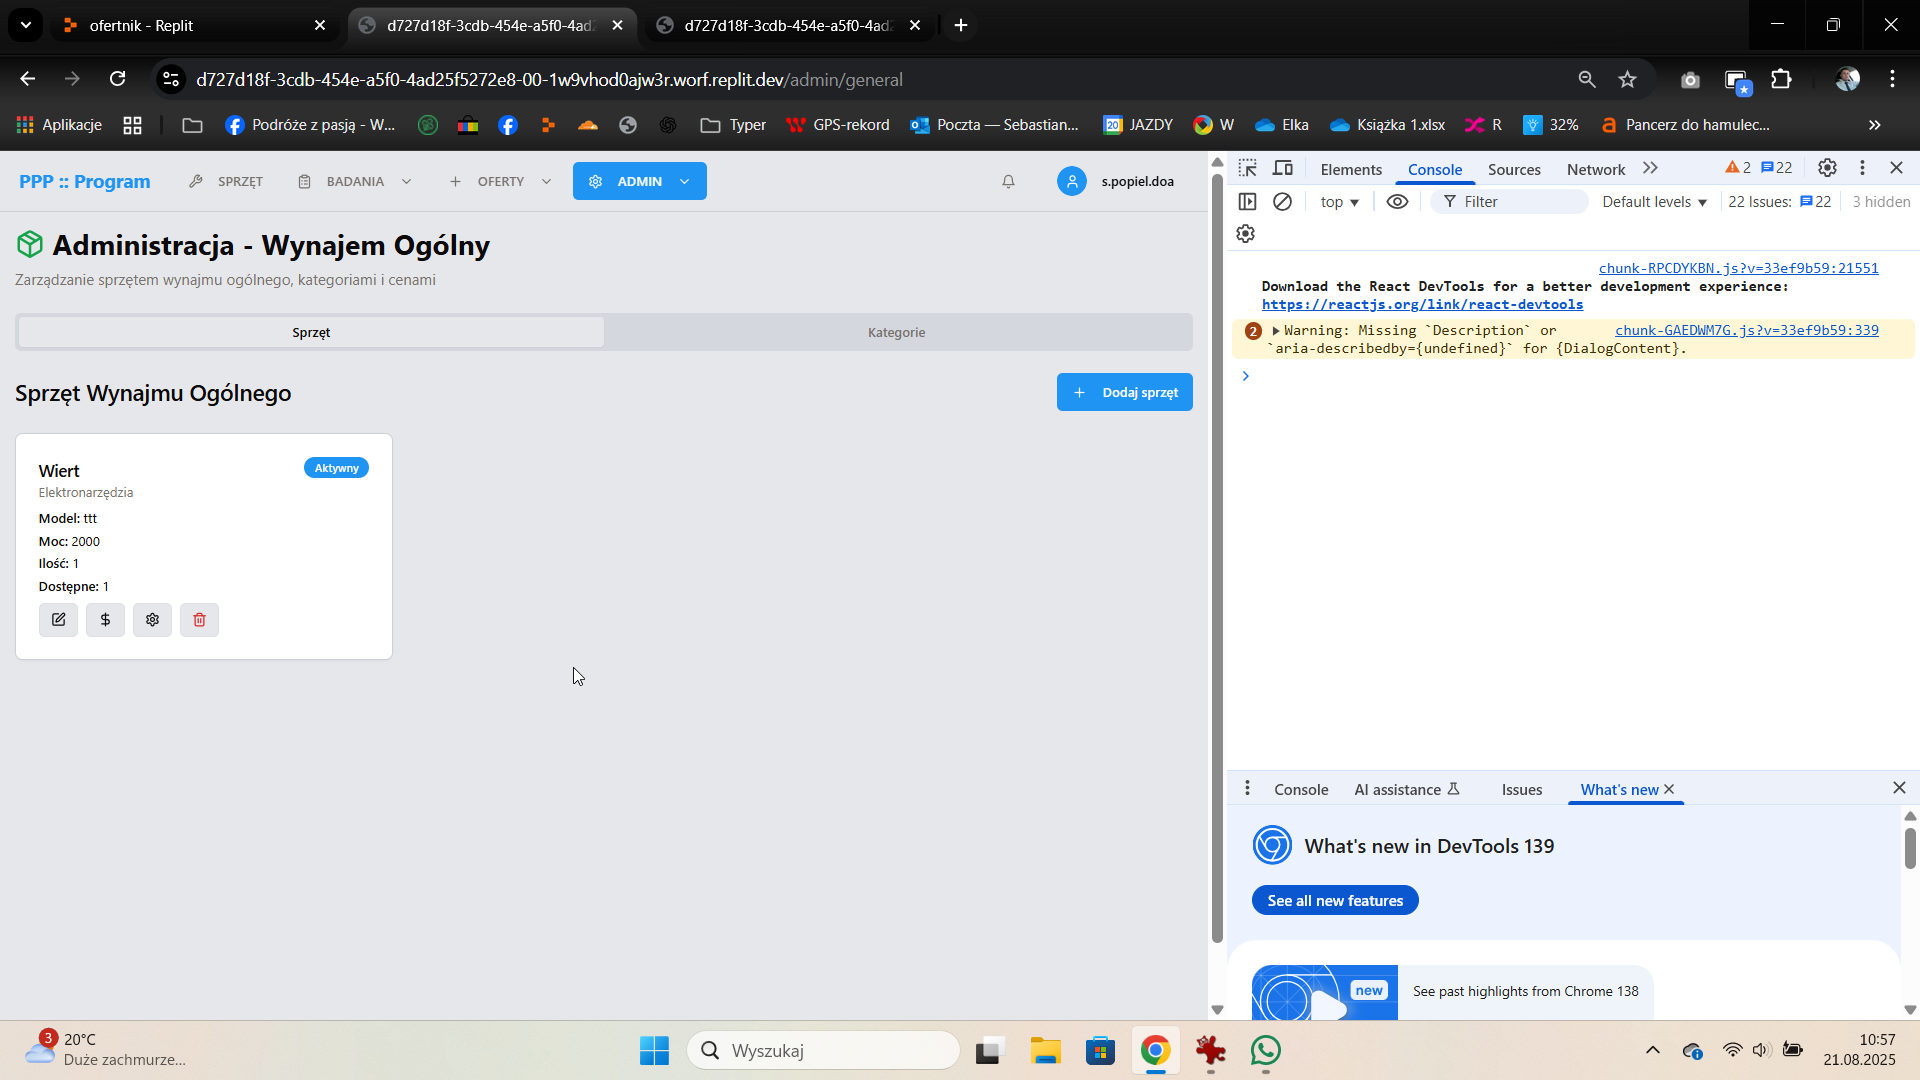 ofertnik - Replit
d727d18f-3cdb-454e-a5f0-4ad
d727d18f-3cdb-454e-a5f0-4ad
d727d18f-3cdb-454e-a5f0-4ad25f5272e8-00-1w9vhod0ajw3r.worf.replit.dev/admin/general
Aplikacje
Podróże z pasją - W...
Typer
GPS-rekord
Poczta — Sebastian...
JAZDY
W
Elka
Książka 1.xlsx
R
32%
Pancerz do hamulec...
PPP :: Program
SPRZĘT
BADANIA
OFERTY
ADMIN
s.popiel.doa
Administracja - Wynajem Ogólny
Zarządzanie sprzętem wynajmu ogólnego, kategoriami i cenami
Sprzęt
Kategorie
Sprzęt Wynajmu Ogólnego
Dodaj sprzęt
Wiert
Aktywny
Elektronarzędzia
Model: ttt
Moc: 2000
Ilość: 1
Dostępne: 1
Elements
Console
Sources
Network
2
22
top
Filter
Default levels
22 Issues:
22
3 hidden
chunk-RPCDYKBN.js?v=33ef9b59:21551
Download the React DevTools for a better development experience:
https://reactjs.org/link/react-devtools
2
Warning: Missing `Description` or
chunk-GAEDWM7G.js?v=33ef9b59:339
`aria-describedby={undefined}` for {DialogContent}.
Console
AI assistance
Issues
What's new
What's new in DevTools 139
See all new features
new
See past highlights from Chrome 138
3
20°C
Duże zachmurze...
Wyszukaj
10:57
21.08.2025